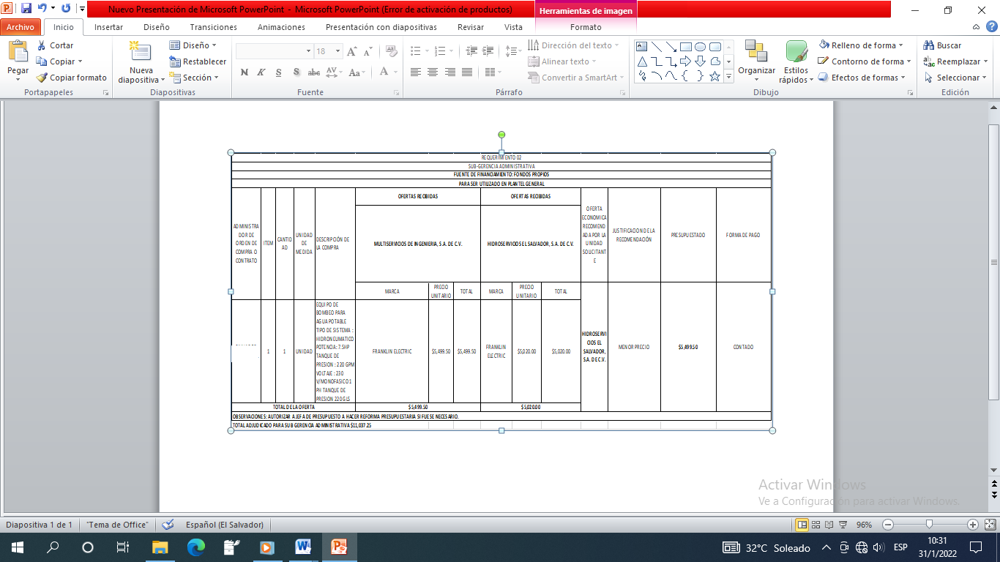 Nuevo Presentación de Microsoft PowerPoint - Microsoft PowerPoint (Error de activación de productos)
Herramientas de imagen
Archivo Inicio Insertar Diseño Transiciones Animaciones Presentación con diapositivas Revisar Vista Formato
Pegar
Cortar
Copiar
Copiar formato
Portapapeles
Nueva
diapositiva
Diseño
Restablecer
Sección
Diapositivas
18
N K S S abc AV Aa A
Fuente
Dirección del texto
Alinear texto
Convertir a SmartArt
Párrafo
Organizar
Estilos
rápidos
Relleno de forma
Contorno de forma
Efectos de formas
Dibujo
Buscar
Reemplazar
Seleccionar
Edición
REQUERIMIENTO 02
SUB-GERENCIA ADMINISTRATIVA
FUENTE DE FINANCIAMIENTO: FONDOS PROPIOS
PARA SER UTILIZADO EN PLANTEL GENERAL
ADMINISTRA
DOR DE
ORDEN DE
COMPRA O
CONTRATO
ITEM
CANTID
AD
UNIDAD
DE
MEDIDA
DESCRIPCIÓN DE
LA COMPRA
OFERTAS RECIBIDAS
OFERTAS RECIBIDAS
MULTISERVICIOS DE INGENIERIA, S.A. DE C.V.
HIDROSERVICIOS EL SALVADOR, S.A. DE C.V.
OFERTA
ECONOMICA
RECOMEND
ADA POR LA
UNIDAD
SOLICITANT
E
JUSTIFICACION DE LA
RECOMENDACIÓN
PRESUPUESTADO
FORMA DE PAGO
MARCA
PRECIO
UNITARIO
TOTAL
MARCA
PRECIO
UNITARIO
TOTAL
1
1
UNIDAD
EQUIPO DE
BOMBEO PARA
AGUA POTABLE
TIPO DE SISTEMA :
HIDRONEUMATICO
POTENCIA: 7.5HP
TANQUE DE
PRESION : 220 GPM
VOLTAJE : 230
V/MONOFASICO 1
PH TANQUE DE
PRESION 220 GLS
FRANKLIN ELECTRIC
$5,499.50
$5,499.50
FRANKLIN
ELECTRIC
$5,020.00
$5,020.00
HIDROSERVI
CIOS EL
SALVADOR,
S.A. DE C.V.
MENOR PRECIO
$5,499.50
CONTADO
TOTAL DE LA OFERTA
$5,499.50
$5,020.00
OBSERVACIONES: AUTORIZAR A JEFA DE PRESUPUESTO A HACER REFORMA PRESUPUESTARIA SI FUESE NECESARIO.
TOTAL ADJUDICADO PARA SUB GERENCIA ADMINISTRATIVA $11,037.25
Activar Windows
Ve a Configuración para activar Windows.
Diapositiva 1 de 1 "Tema de Office" Español (El Salvador) 96%
32°C Soleado ESP
10:31
31/1/2022